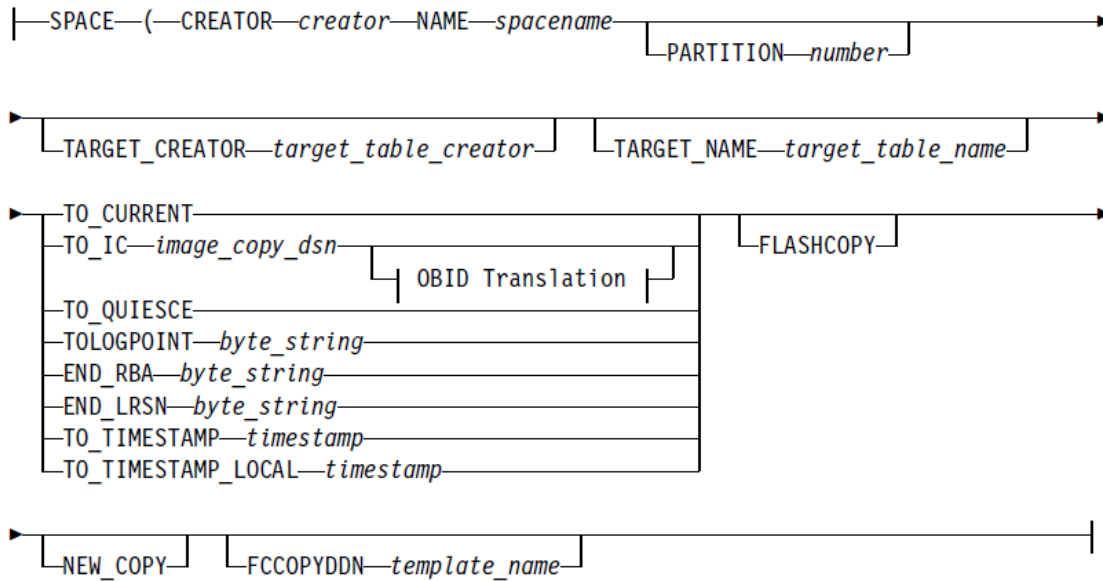 SPACE ( CREATOR creator NAME spacename
PARTITION number
TARGET_CREATOR target_table_creator TARGET_NAME target_table_name
TO_CURRENT
TO_IC image_copy_dsn FLASHCOPY
OBID Translation
TO_QUIESCE
TOLOGPOINT byte_string
END_RBA byte_string
END_LRSN byte_string
TO_TIMESTAMP timestamp
TO_TIMESTAMP_LOCAL timestamp
NEW_COPY FCCOPYDDN template_name